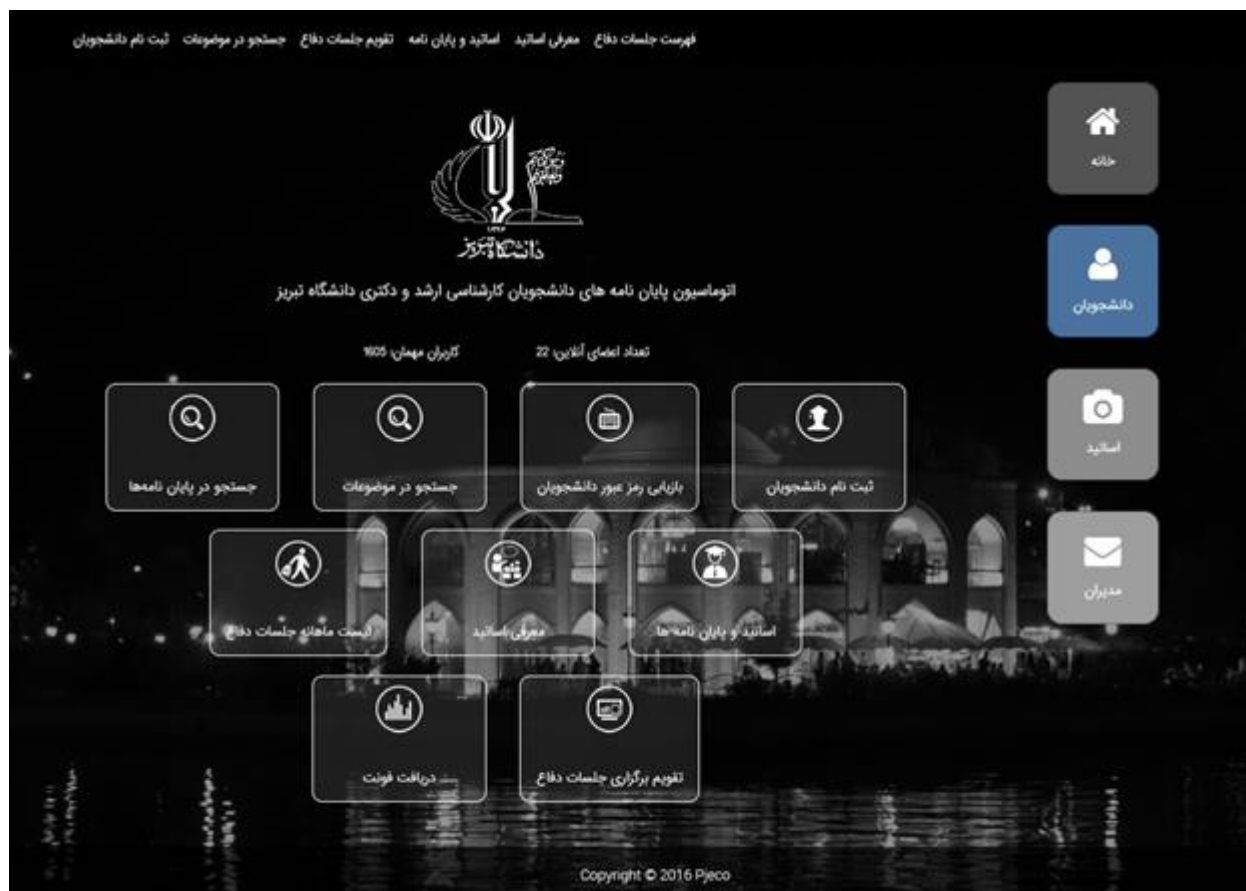 فهرست جلسات دفاع معرفی اساتید اساتید و پایان نامه تقویم جلسات دفاع جستجو در موضوعات ثبت نام دانشجویان
خانه
دانشجویان
اساتید
مدیران
دانشگاه تبریز
اتوماسیون پایان نامه های دانشجویان کارشناسی ارشد و دکتری دانشگاه تبریز
تعداد اعضای آنلاین: 22 کاربران مهمان: 1605
ثبت نام دانشجویان
بازیابی رمز عبور دانشجویان
جستجو در موضوعات
جستجو در پایان نامه‌ها
اساتید و پایان نامه ها
معرفی اساتید
لیست ماهانه جلسات دفاع
تقویم برگزاری جلسات دفاع
دریافت فونت
Copyright © 2016 Pjeco